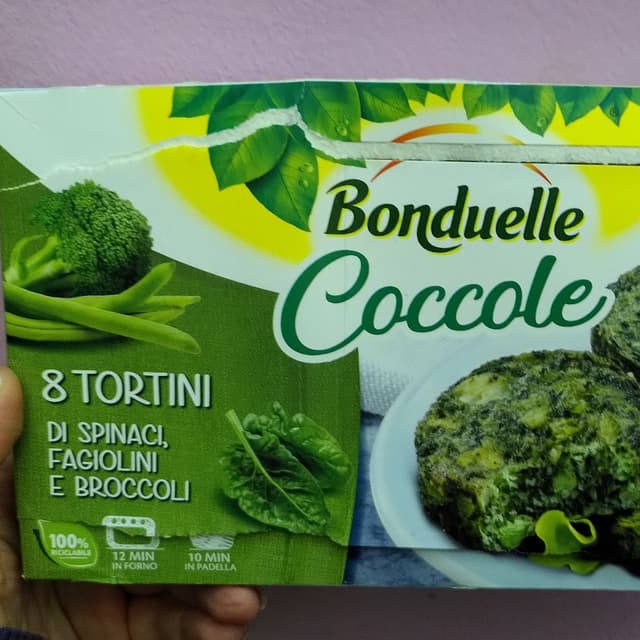 Bonduelle
Coccole
8 TORTINI
DI SPINACI,
FAGIOLINI
E BROCCOLI
100%
RICICLABILE
12 MIN
IN FORNO
10 MIN
IN PADELLA